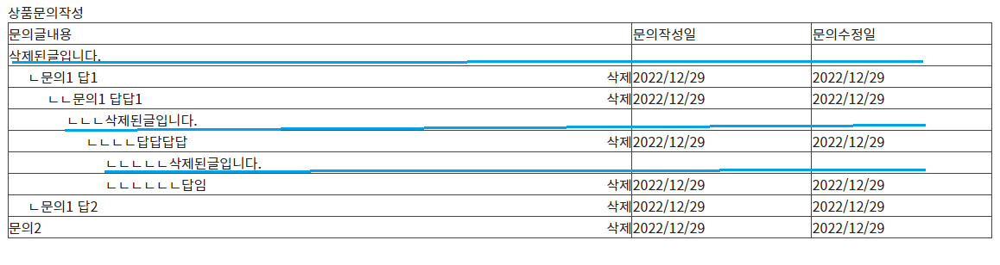 상품문의작성
문의글내용 문의작성일 문의수정일
삭제된글입니다.
ㄴ문의1 답1 삭제 2022/12/29 2022/12/29
ㄴㄴ문의1 답답1 삭제 2022/12/29 2022/12/29
ㄴㄴㄴ삭제된글입니다.
ㄴㄴㄴㄴ답답답답 삭제 2022/12/29 2022/12/29
ㄴㄴㄴㄴㄴ삭제된글입니다.
ㄴㄴㄴㄴㄴㄴ답임 삭제 2022/12/29 2022/12/29
ㄴ문의1 답2 삭제 2022/12/29 2022/12/29
문의2 삭제 2022/12/29 2022/12/29